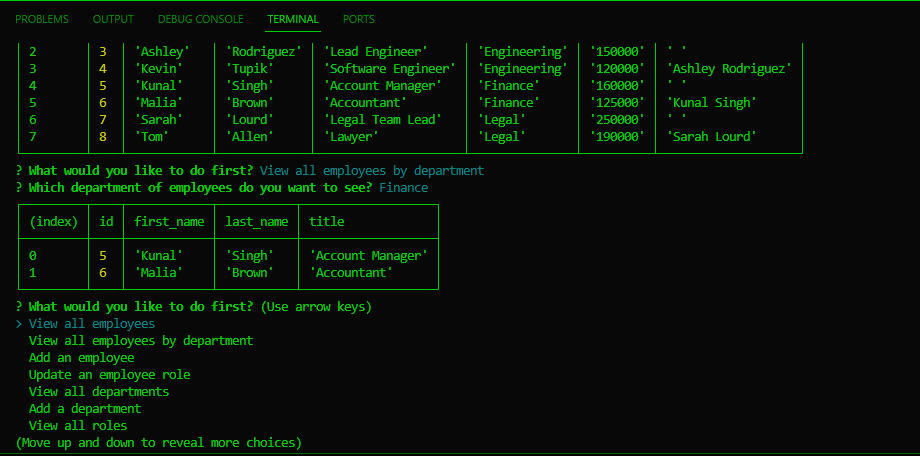 PROBLEMS OUTPUT DEBUG CONSOLE TERMINAL PORTS
2 3 'Ashley' 'Rodriguez' 'Lead Engineer' 'Engineering' '150000' ' '
3 4 'Kevin' 'Tupik' 'Software Engineer' 'Engineering' '120000' 'Ashley Rodriguez'
4 5 'Kunal' 'Singh' 'Account Manager' 'Finance' '160000' ' '
5 6 'Malia' 'Brown' 'Accountant' 'Finance' '125000' 'Kunal Singh'
6 7 'Sarah' 'Lourd' 'Legal Team Lead' 'Legal' '250000' ' '
7 8 'Tom' 'Allen' 'Lawyer' 'Legal' '190000' 'Sarah Lourd'
? What would you like to do first? View all employees by department
? Which department of employees do you want to see? Finance
(index) id first_name last_name title
0 5 'Kunal' 'Singh' 'Account Manager'
1 6 'Malia' 'Brown' 'Accountant'
? What would you like to do first? (Use arrow keys)
> View all employees
View all employees by department
Add an employee
Update an employee role
View all departments
Add a department
View all roles
(Move up and down to reveal more choices)